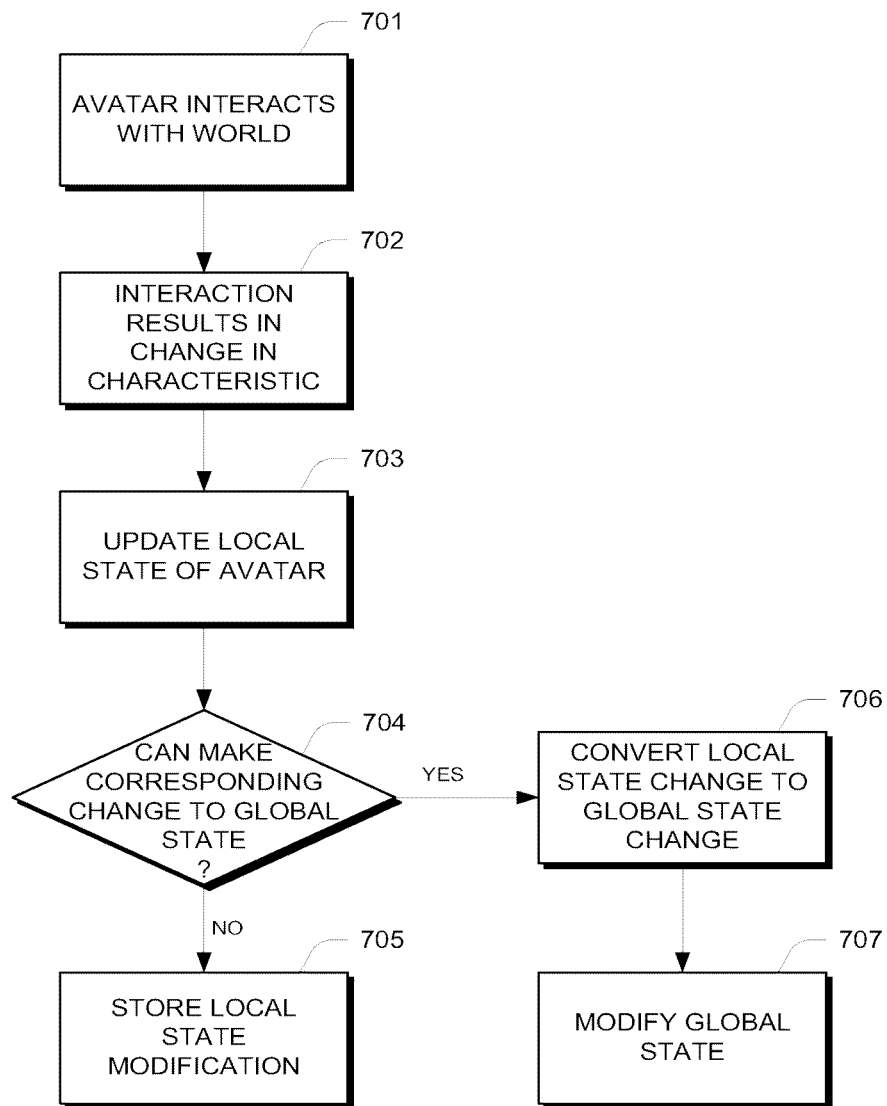 701
AVATAR INTERACTS
WITH WORLD
702
INTERACTION
RESULTS IN
CHANGE IN
CHARACTERISTIC
703
UPDATE LOCAL
STATE OF AVATAR
704
CAN MAKE
CORRESPONDING
CHANGE TO GLOBAL
STATE
?
YES
706
CONVERT LOCAL
STATE CHANGE TO
GLOBAL STATE
CHANGE
NO
705
STORE LOCAL
STATE
MODIFICATION
707
MODIFY GLOBAL
STATE